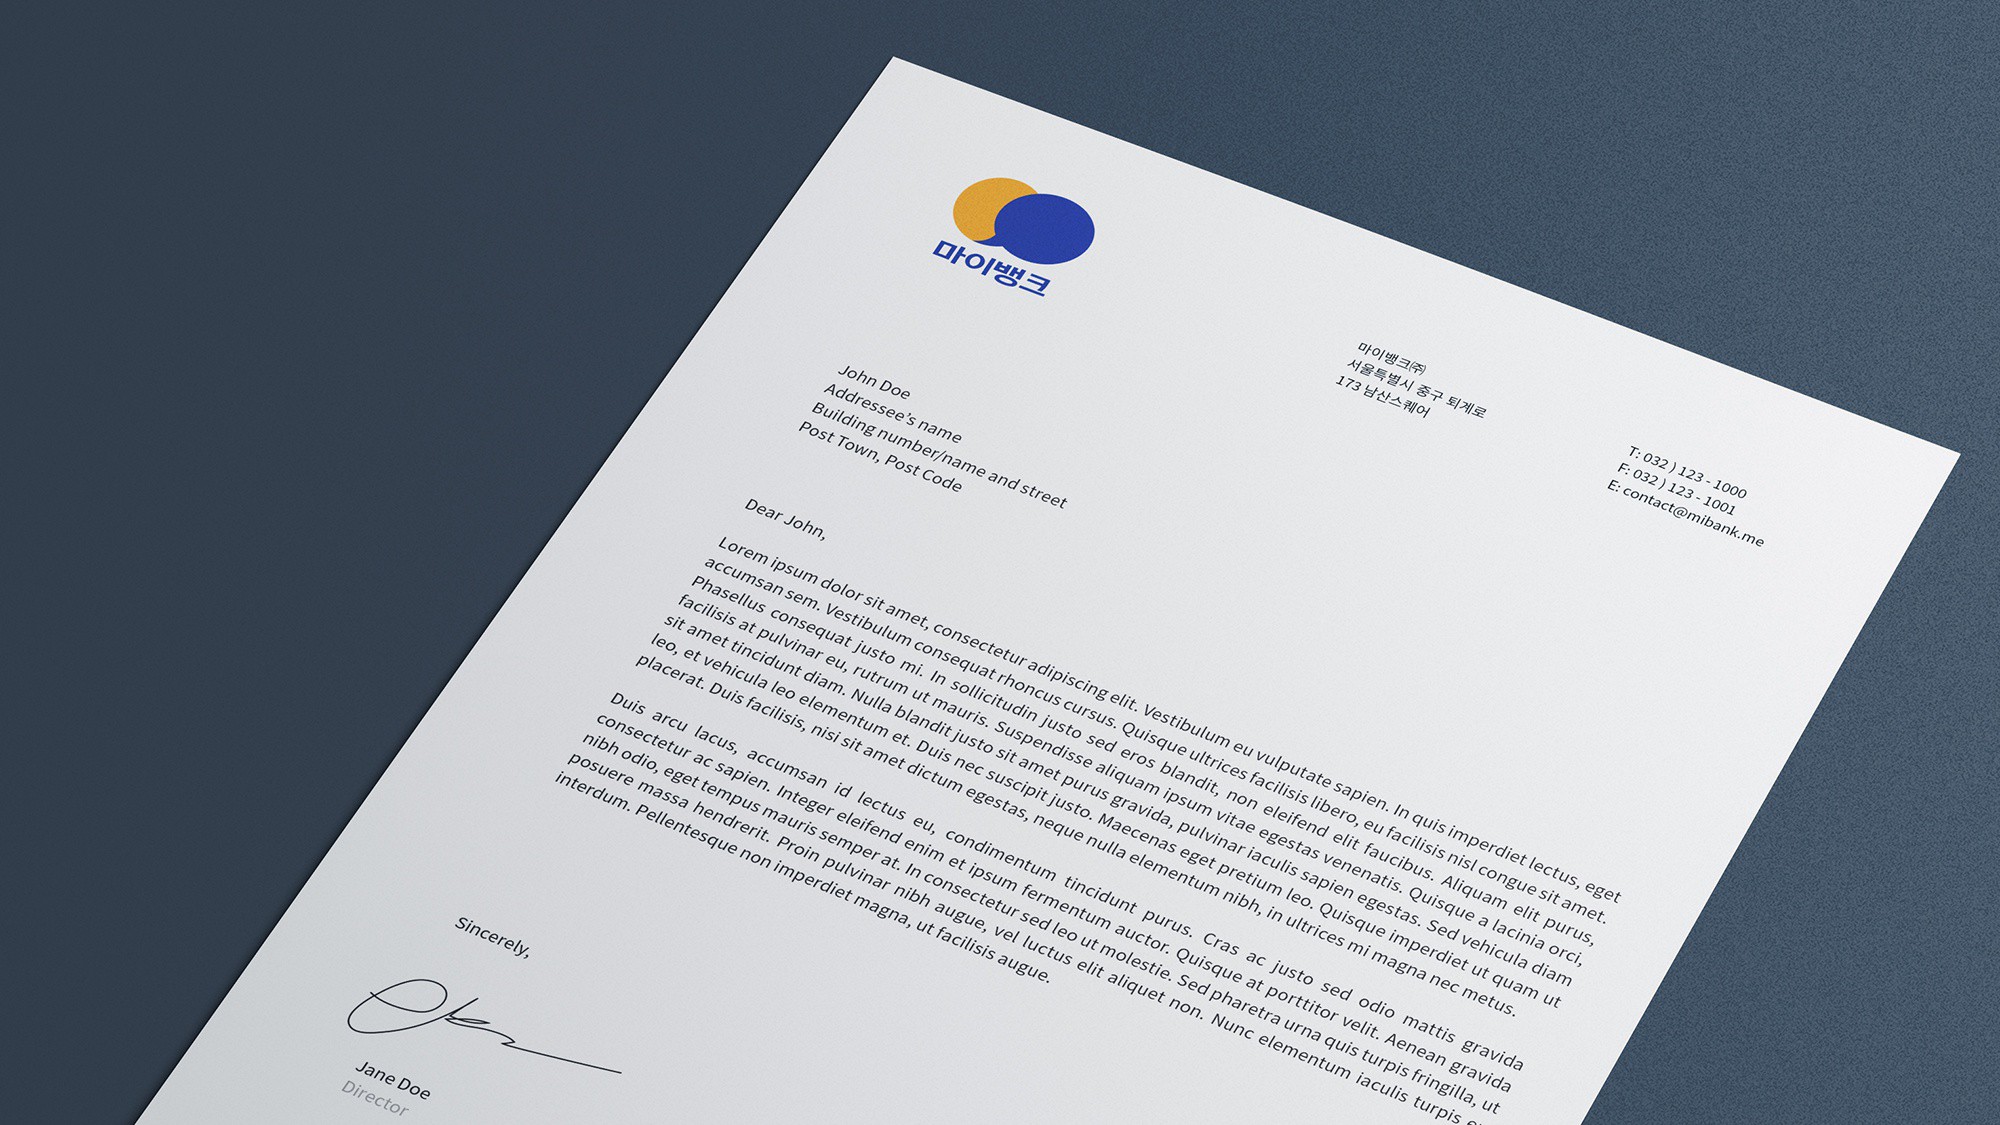 마이뱅크
마이뱅크㈜
서울특별시 중구 퇴계로
173 남산스퀘어
T: 032 ) 123 - 1000
F: 032 ) 123 - 1001
E: contact@mibank.me
John Doe
Addressee's name
Building number/name and street
Post Town, Post Code
Dear John,
Lorem ipsum dolor sit amet, consectetur adipiscing elit. Vestibulum eu vulputate sapien. In quis imperdiet lectus, eget
accumsan sem. Vestibulum consequat rhoncus cursus. Quisque ultrices facilisis libero, eu facilisis nisl congue sit amet.
Phasellus consequat justo mi. In sollicitudin justo sed eros blandit, non eleifend elit faucibus. Aliquam elit purus,
facilisis at pulvinar eu, rutrum ut mauris. Suspendisse aliquam ipsum vitae egestas venenatis. Quisque a lacinia orci,
sit amet tincidunt diam. Nulla blandit justo sit amet purus gravida, pulvinar iaculis sapien egestas. Sed vehicula diam
leo, et vehicula leo elementum et. Duis nec suscipit justo. Maecenas eget pretium leo. Quisque imperdiet ut quam ut
placerat. Duis facilisis, nisi sit amet dictum egestas, neque nulla elementum nibh, in ultrices mi magna nec metus.
Duis arcu lacus, accumsan id lectus eu, condimentum tincidunt purus. Cras ac justo sed odio mattis gravida
consectetur ac sapien. Integer eleifend enim et ipsum fermentum auctor. Quisque at porttitor velit. Aenean gravida
nibh odio, eget tempus mauris semper at. In consectetur sed leo ut molestie. Sed pharetra urna quis turpis fringilla, ut
posuere massa hendrerit. Proin pulvinar nibh augue, vel luctus elit aliquet non. Nunc elementum iaculis turpis
interdum. Pellentesque non imperdiet magna, ut facilisis augue.
Sincerely,
Jane Doe
Director